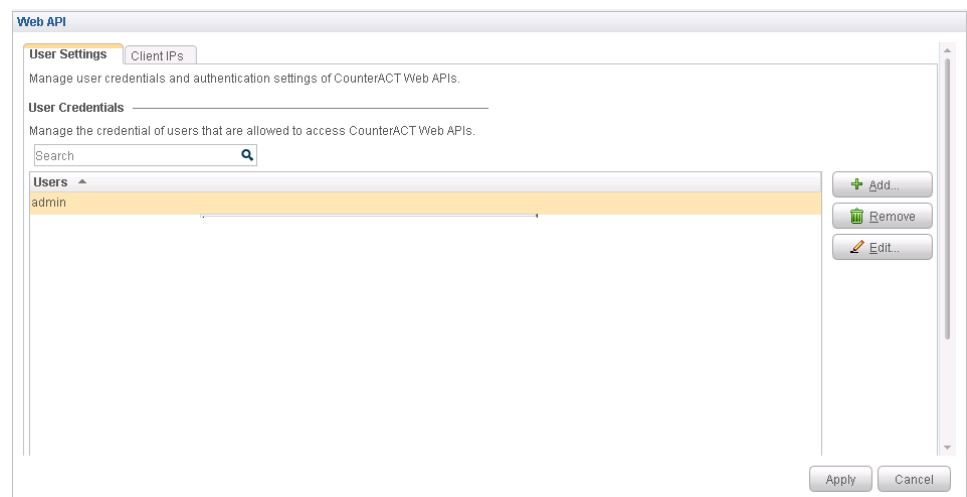 Web API
User Settings
Client IPs
Manage user credentials and authentication settings of CounterACT Web APIs.
User Credentials
Manage the credential of users that are allowed to access CounterACT Web APIs.
Search
Users
admin
Add...
Remove
Edit...
Apply
Cancel